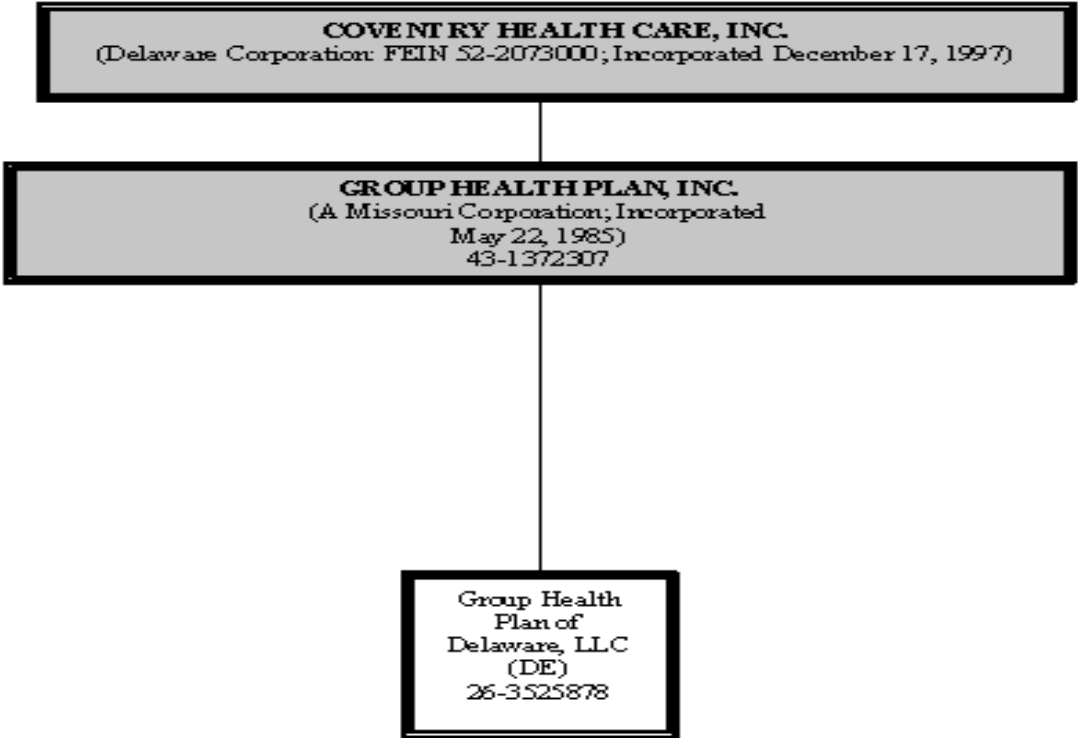 COVENTRY HEALTH CARE, INC.
(Delaware Corporation: FEIN 52-2073000; Incorporated December 17, 1997)
GROUP HEALTH PLAN, INC.
(A Missouri Corporation; Incorporated
May 22, 1985)
43-1372307
Group Health
Plan of
Delaware, LLC
(DE)
26-3525878